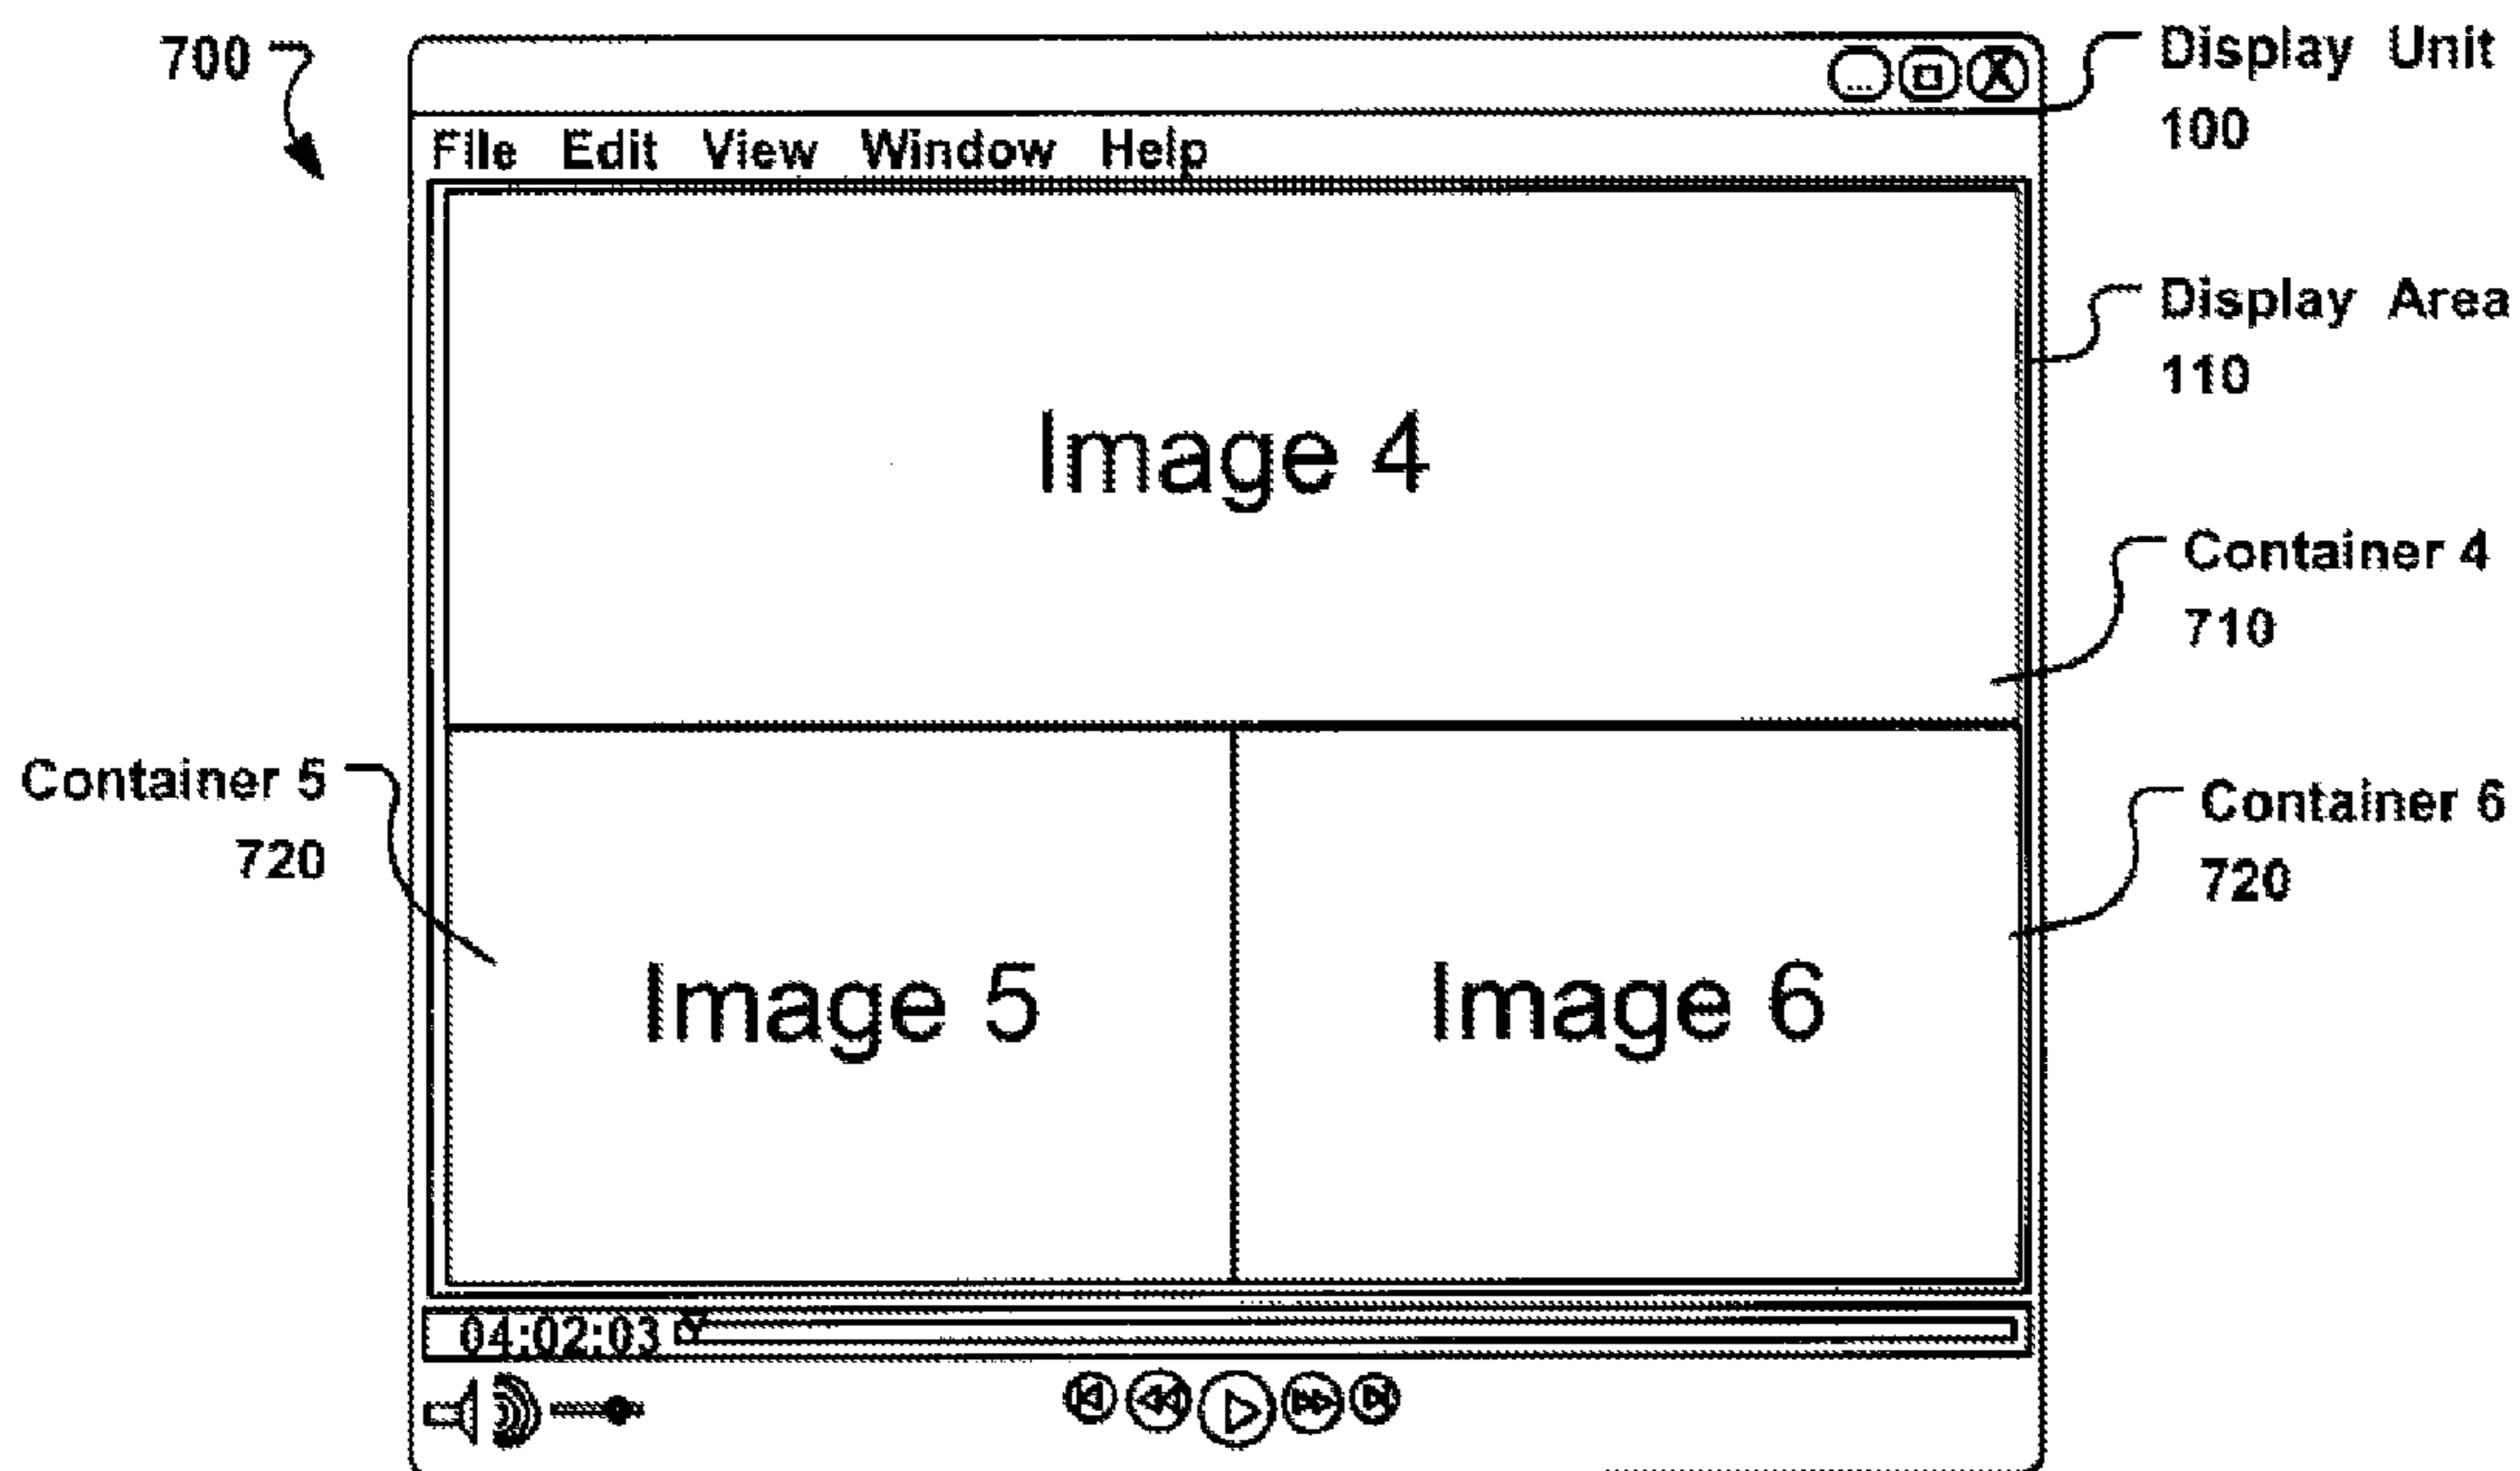 700
Display Unit
100
File Edit View Window Help
Display Area
110
Image 4
Container 4
710
Container 5
720
Container 6
720
Image 5
Image 6
04:02:03